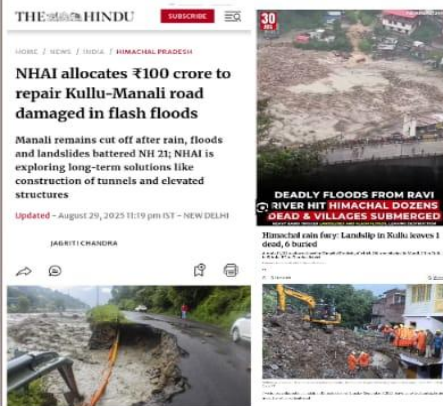 THE HINDU
SUBSCRIBE
HOME / NEWS / INDIA / HIMACHAL PRADESH
NHAI allocates ₹100 crore to
repair Kullu-Manali road
damaged in flash floods
Manali remains cut off after rain, floods
and landslides battered NH 21; NHAI is
exploring long-term solutions like
construction of tunnels and elevated
structures
Updated - August 29, 2025 11:19 pm IST - NEW DELHI
JAGRITI CHANDRA
30
DEADLY FLOODS FROM RAVI
RIVER HIT HIMACHAL DOZENS
DEAD & VILLAGES SUBMERGED
Himachal rain fury: Landslip in Kullu leaves 1
dead, 6 buried